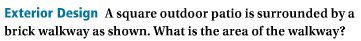 Exterior Design A square outdoor patio is surrounded by a
brick walkway as shown. What is the area of the walkway?